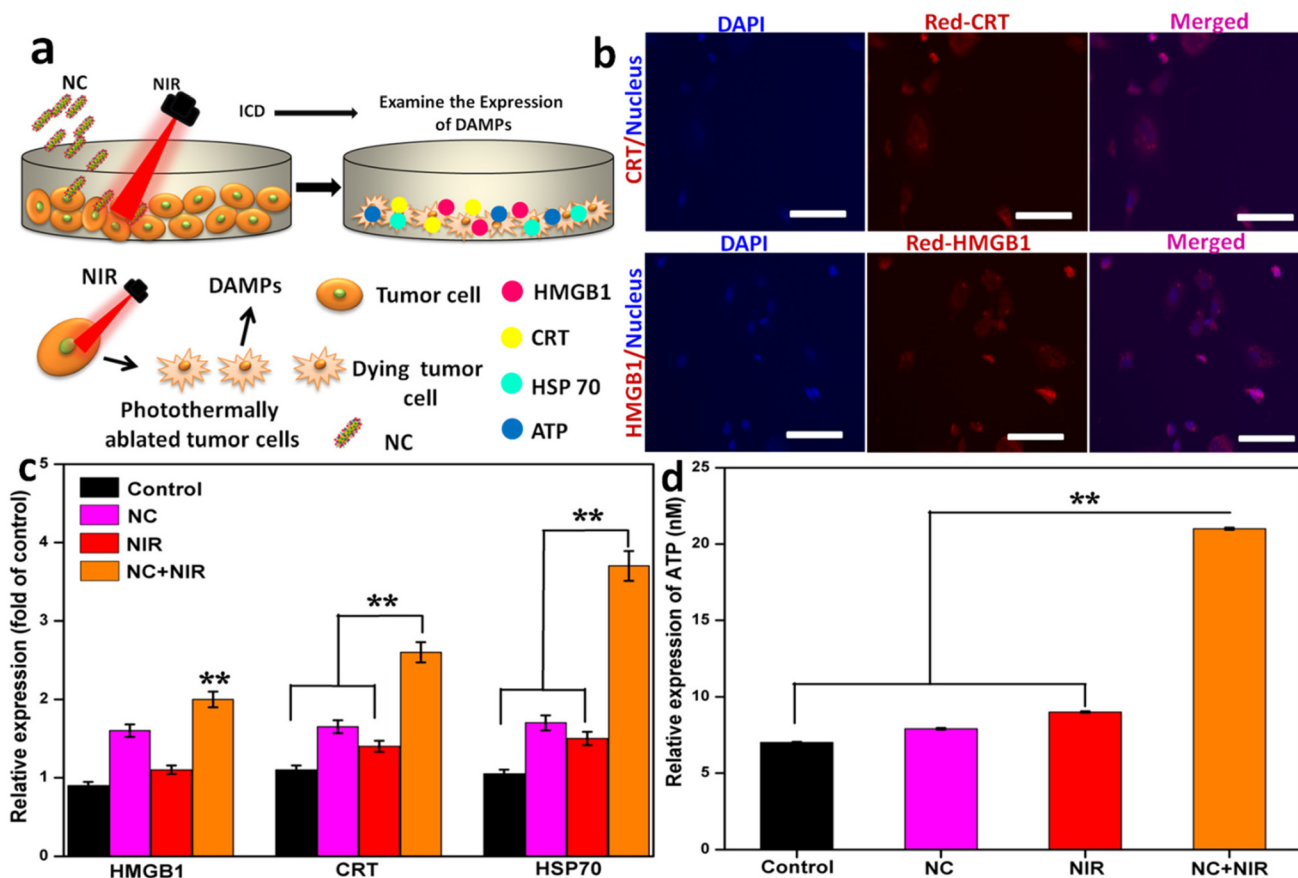 a
NC
NIR
ICD
Examine the Expression
of DAMPs
NIR
DAMPs
Tumor cell
Dying tumor
cell
Photothermally
ablated tumor cells
NC
HMGB1
CRT
HSP 70
ATP
b
DAPI
Red-CRT
Merged
CRT/Nucleus
DAPI
Red-HMGB1
Merged
HMGB1/Nucleus
c
Relative expression (fold of control)
5
4
3
2
1
0
Control
NC
NIR
NC+NIR
**
**
**
HMGB1
CRT
HSP70
d
Relative expression of ATP (nM)
25
20
15
10
5
0
**
Control
NC
NIR
NC+NIR